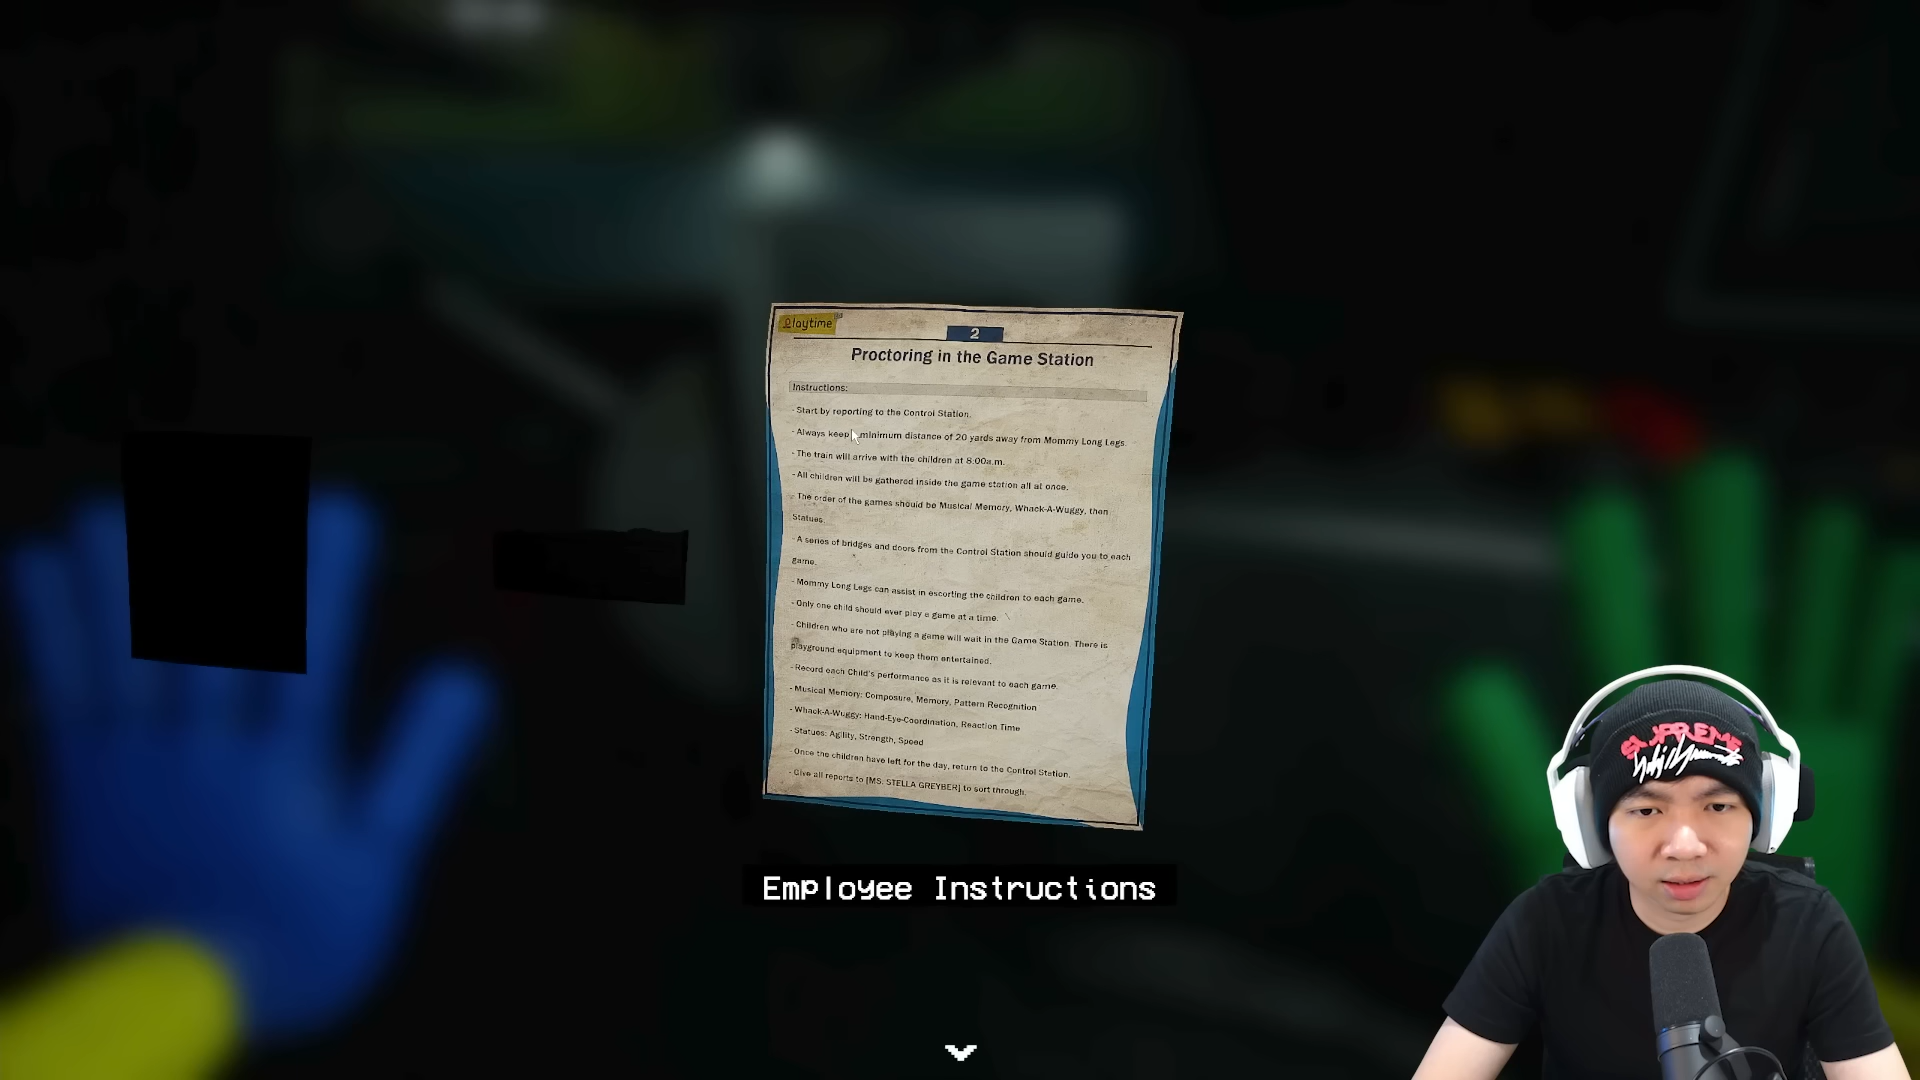 Playtime
2
Proctoring in the Game Station
Instructions:
- Start by reporting to the Control Station.
- Always keep minimum distance of 20 yards away from Mommy Long Legs.
- The train will arrive with the children at 8:00a.m.
- All children will be gathered inside the game station all at once.
- The order of the games should be Musical Memory, Whack-A-Wuggy, then
Statues.
- A series of bridges and doors from the Control Station should guide you to each
game.
- Mommy Long Legs can assist in escorting the children to each game.
- Only one child should ever play a game at a time.
- Children who are not playing a game will wait in the Game Station. There is
playground equipment to keep them entertained.
- Record each Child's performance as it is relevant to each game.
- Musical Memory: Composure, Memory, Pattern Recognition
- Whack-A-Wuggy: Hand-Eye-Coordination, Reaction Time
- Statues: Agility, Strength, Speed
- Once the children have left for the day, return to the Control Station.
- Give all reports to [MS. STELLA GREYBER] to sort through.
Employee Instructions
SUPREME